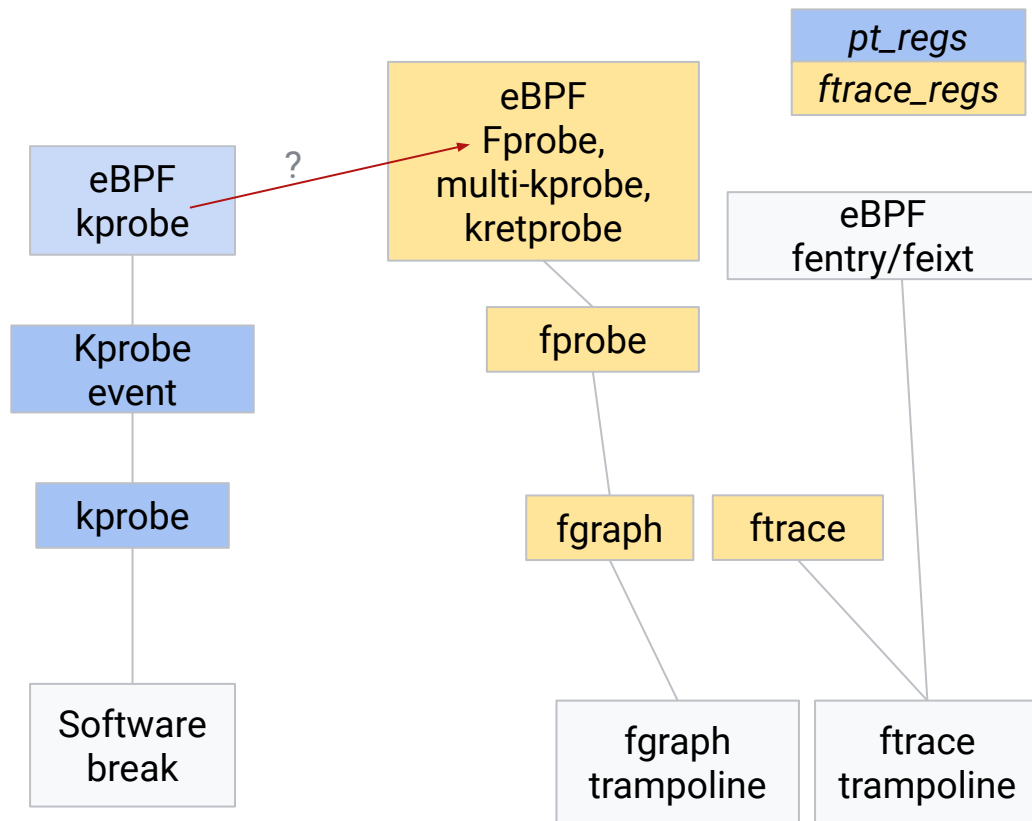 pt_regs
ftrace_regs
eBPF
Fprobe,
multi-kprobe,
kretprobe
?
eBPF
kprobe
eBPF
fentry/feixt
Kprobe
event
fprobe
kprobe
fgraph
ftrace
Software
break
fgraph
trampoline
ftrace
trampoline